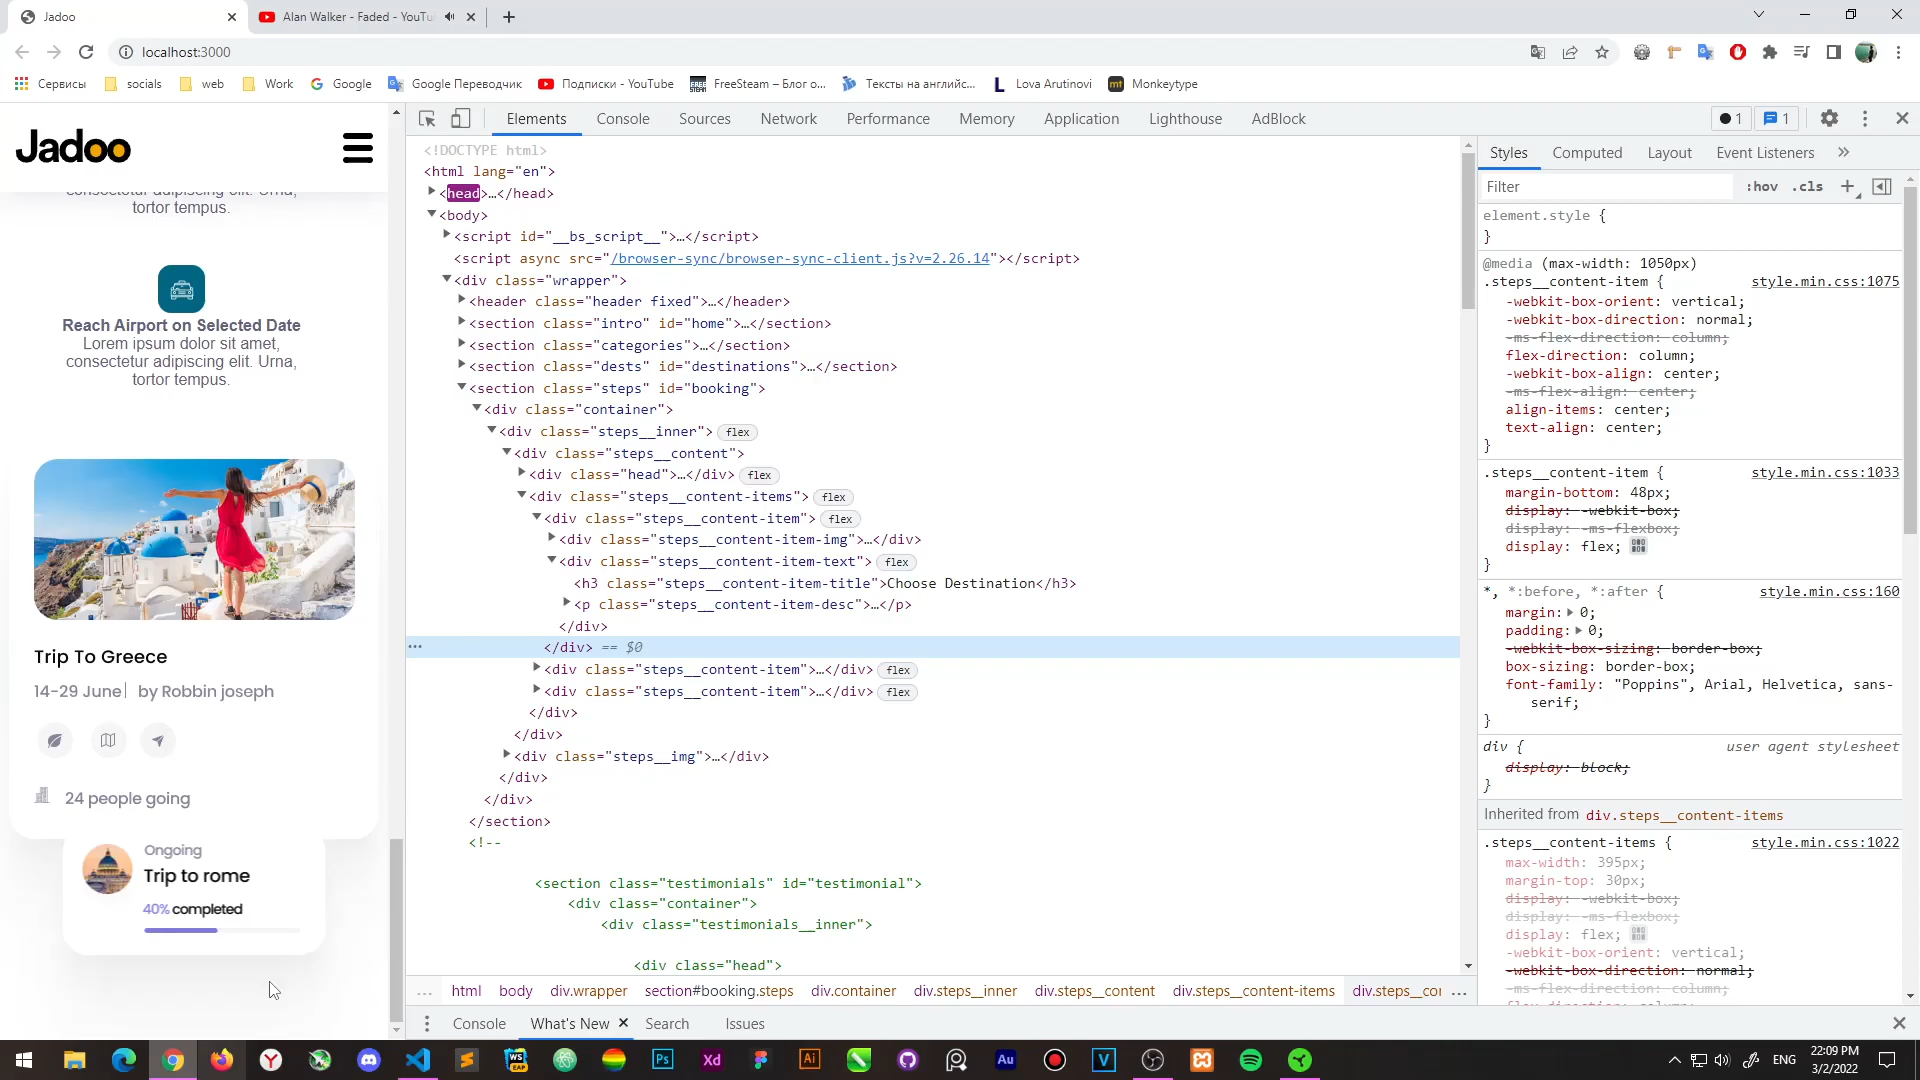 Jadoo
Alan Walker - Faded - YouTu
localhost:3000
Сервисы
socials
web
Work
Google
Google Переводчик
Подписки - YouTube
FreeSteam – Блог о...
Тексты на английс...
Lova Arutinovi
Monkeytype
Jadoo
consectetur adipiscing elit. Urna,
tortor tempus.
Reach Airport on Selected Date
Lorem ipsum dolor sit amet,
consectetur adipiscing elit. Urna,
tortor tempus.
Trip To Greece
14-29 June | by Robbin joseph
24 people going
Ongoing
Trip to rome
40% completed
Elements Console Sources Network Performance Memory Application Lighthouse AdBlock
1 1
<!DOCTYPE html>
<html lang="en">
<head>…</head>
<body>
<script id="__bs_script__">…</script>
<script async src="/browser-sync/browser-sync-client.js?v=2.26.14"></script>
<div class="wrapper">
<header class="header fixed">…</header>
<section class="intro" id="home">…</section>
<section class="categories">…</section>
<section class="dests" id="destinations">…</section>
<section class="steps" id="booking">
<div class="container">
<div class="steps__inner"> flex
<div class="steps__content">
<div class="head">…</div> flex
<div class="steps__content-items"> flex
<div class="steps__content-item"> flex
<div class="steps__content-item-img">…</div>
<div class="steps__content-item-text"> flex
<h3 class="steps__content-item-title">Choose Destination</h3>
<p class="steps__content-item-desc">…</p>
</div>
</div> == $0
<div class="steps__content-item">…</div> flex
<div class="steps__content-item">…</div> flex
</div>
</div>
<div class="steps__img">…</div>
</div>
</div>
</section>
<!--
<section class="testimonials" id="testimonial">
<div class="container">
<div class="testimonials__inner">
<div class="head">
... html body div.wrapper section#booking.steps div.container div.steps__inner div.steps__content div.steps__content-items div.steps__cor ...
Console What's New Search Issues
Styles Computed Layout Event Listeners
Filter :hov .cls
element.style {
}
@media (max-width: 1050px)
.steps__content-item { style.min.css:1075
-webkit-box-orient: vertical;
-webkit-box-direction: normal;
-ms-flex-direction: column;
flex-direction: column;
-webkit-box-align: center;
-ms-flex-align: center;
align-items: center;
text-align: center;
}
.steps__content-item { style.min.css:1033
margin-bottom: 48px;
display: -webkit-box;
display: -ms-flexbox;
display: flex;
}
*, *:before, *:after { style.min.css:160
margin: 0;
padding: 0;
-webkit-box-sizing: border-box;
box-sizing: border-box;
font-family: "Poppins", Arial, Helvetica, sans-
serif;
}
div { user agent stylesheet
display: block;
}
Inherited from div.steps__content-items
.steps__content-items { style.min.css:1022
max-width: 395px;
margin-top: 30px;
display: -webkit-box;
display: -ms-flexbox;
display: flex;
-webkit-box-orient: vertical;
-webkit-box-direction: normal;
-ms-flex-direction: column;
ENG
22:09 PM
3/2/2022